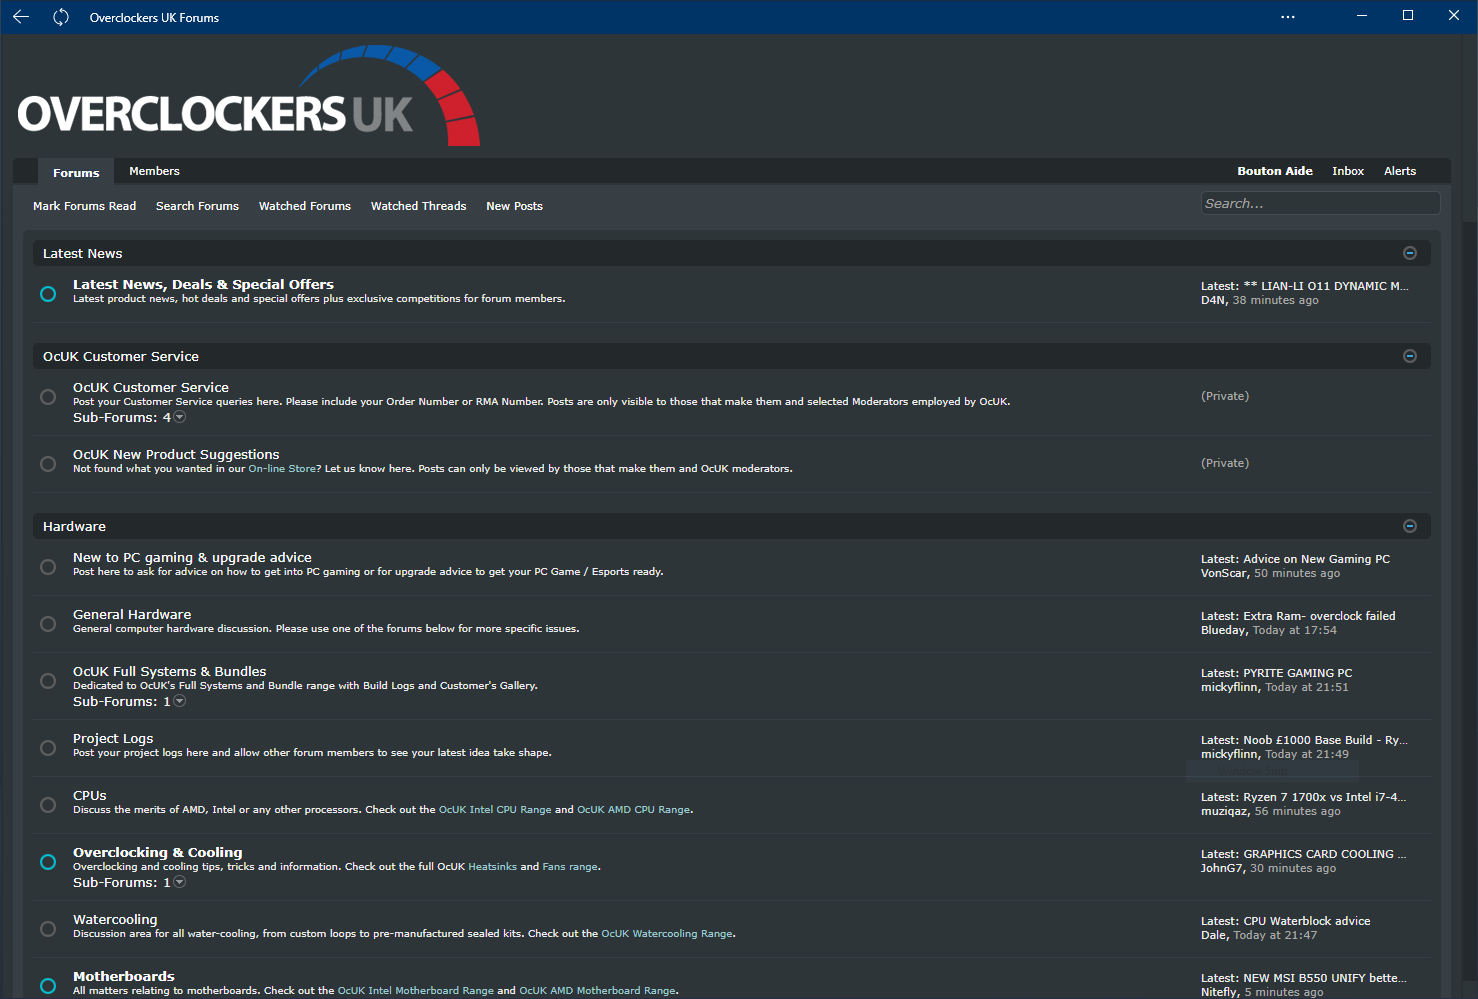 Overclockers UK Forums
OVERCLOCKERS UK
Forums Members Bouton Aide Inbox Alerts
Mark Forums Read Search Forums Watched Forums Watched Threads New Posts Search...
Latest News
Latest News, Deals & Special Offers
Latest product news, hot deals and special offers plus exclusive competitions for forum members.
Latest: ** LIAN-LI O11 DYNAMIC M...
D4N, 38 minutes ago
OcUK Customer Service
OcUK Customer Service
Post your Customer Service queries here. Please include your Order Number or RMA Number. Posts are only visible to those that make them and selected Moderators employed by OcUK.
Sub-Forums: 4
(Private)
OcUK New Product Suggestions
Not found what you wanted in our On-line Store? Let us know here. Posts can only be viewed by those that make them and OcUK moderators.
(Private)
Hardware
New to PC gaming & upgrade advice
Post here to ask for advice on how to get into PC gaming or for upgrade advice to get your PC Game / Esports ready.
Latest: Advice on New Gaming PC
VonScar, 50 minutes ago
General Hardware
General computer hardware discussion. Please use one of the forums below for more specific issues.
Latest: Extra Ram- overclock failed
Blueday, Today at 17:54
OcUK Full Systems & Bundles
Dedicated to OcUK's Full Systems and Bundle range with Build Logs and Customer's Gallery.
Sub-Forums: 1
Latest: PYRITE GAMING PC
mickyflinn, Today at 21:51
Project Logs
Post your project logs here and allow other forum members to see your latest idea take shape.
Latest: Noob £1000 Base Build - Ry...
mickyflinn, Today at 21:49
CPUs
Discuss the merits of AMD, Intel or any other processors. Check out the OcUK Intel CPU Range and OcUK AMD CPU Range.
Latest: Ryzen 7 1700x vs Intel i7-4...
muziqaz, 56 minutes ago
Overclocking & Cooling
Overclocking and cooling tips, tricks and information. Check out the full OcUK Heatsinks and Fans range.
Sub-Forums: 1
Latest: GRAPHICS CARD COOLING ...
JohnG7, 30 minutes ago
Watercooling
Discussion area for all water-cooling, from custom loops to pre-manufactured sealed kits. Check out the OcUK Watercooling Range.
Latest: CPU Waterblock advice
Dale, Today at 21:47
Motherboards
All matters relating to motherboards. Check out the OcUK Intel Motherboard Range and OcUK AMD Motherboard Range.
Latest: NEW MSI B550 UNIFY bette...
Nitefly, 5 minutes ago